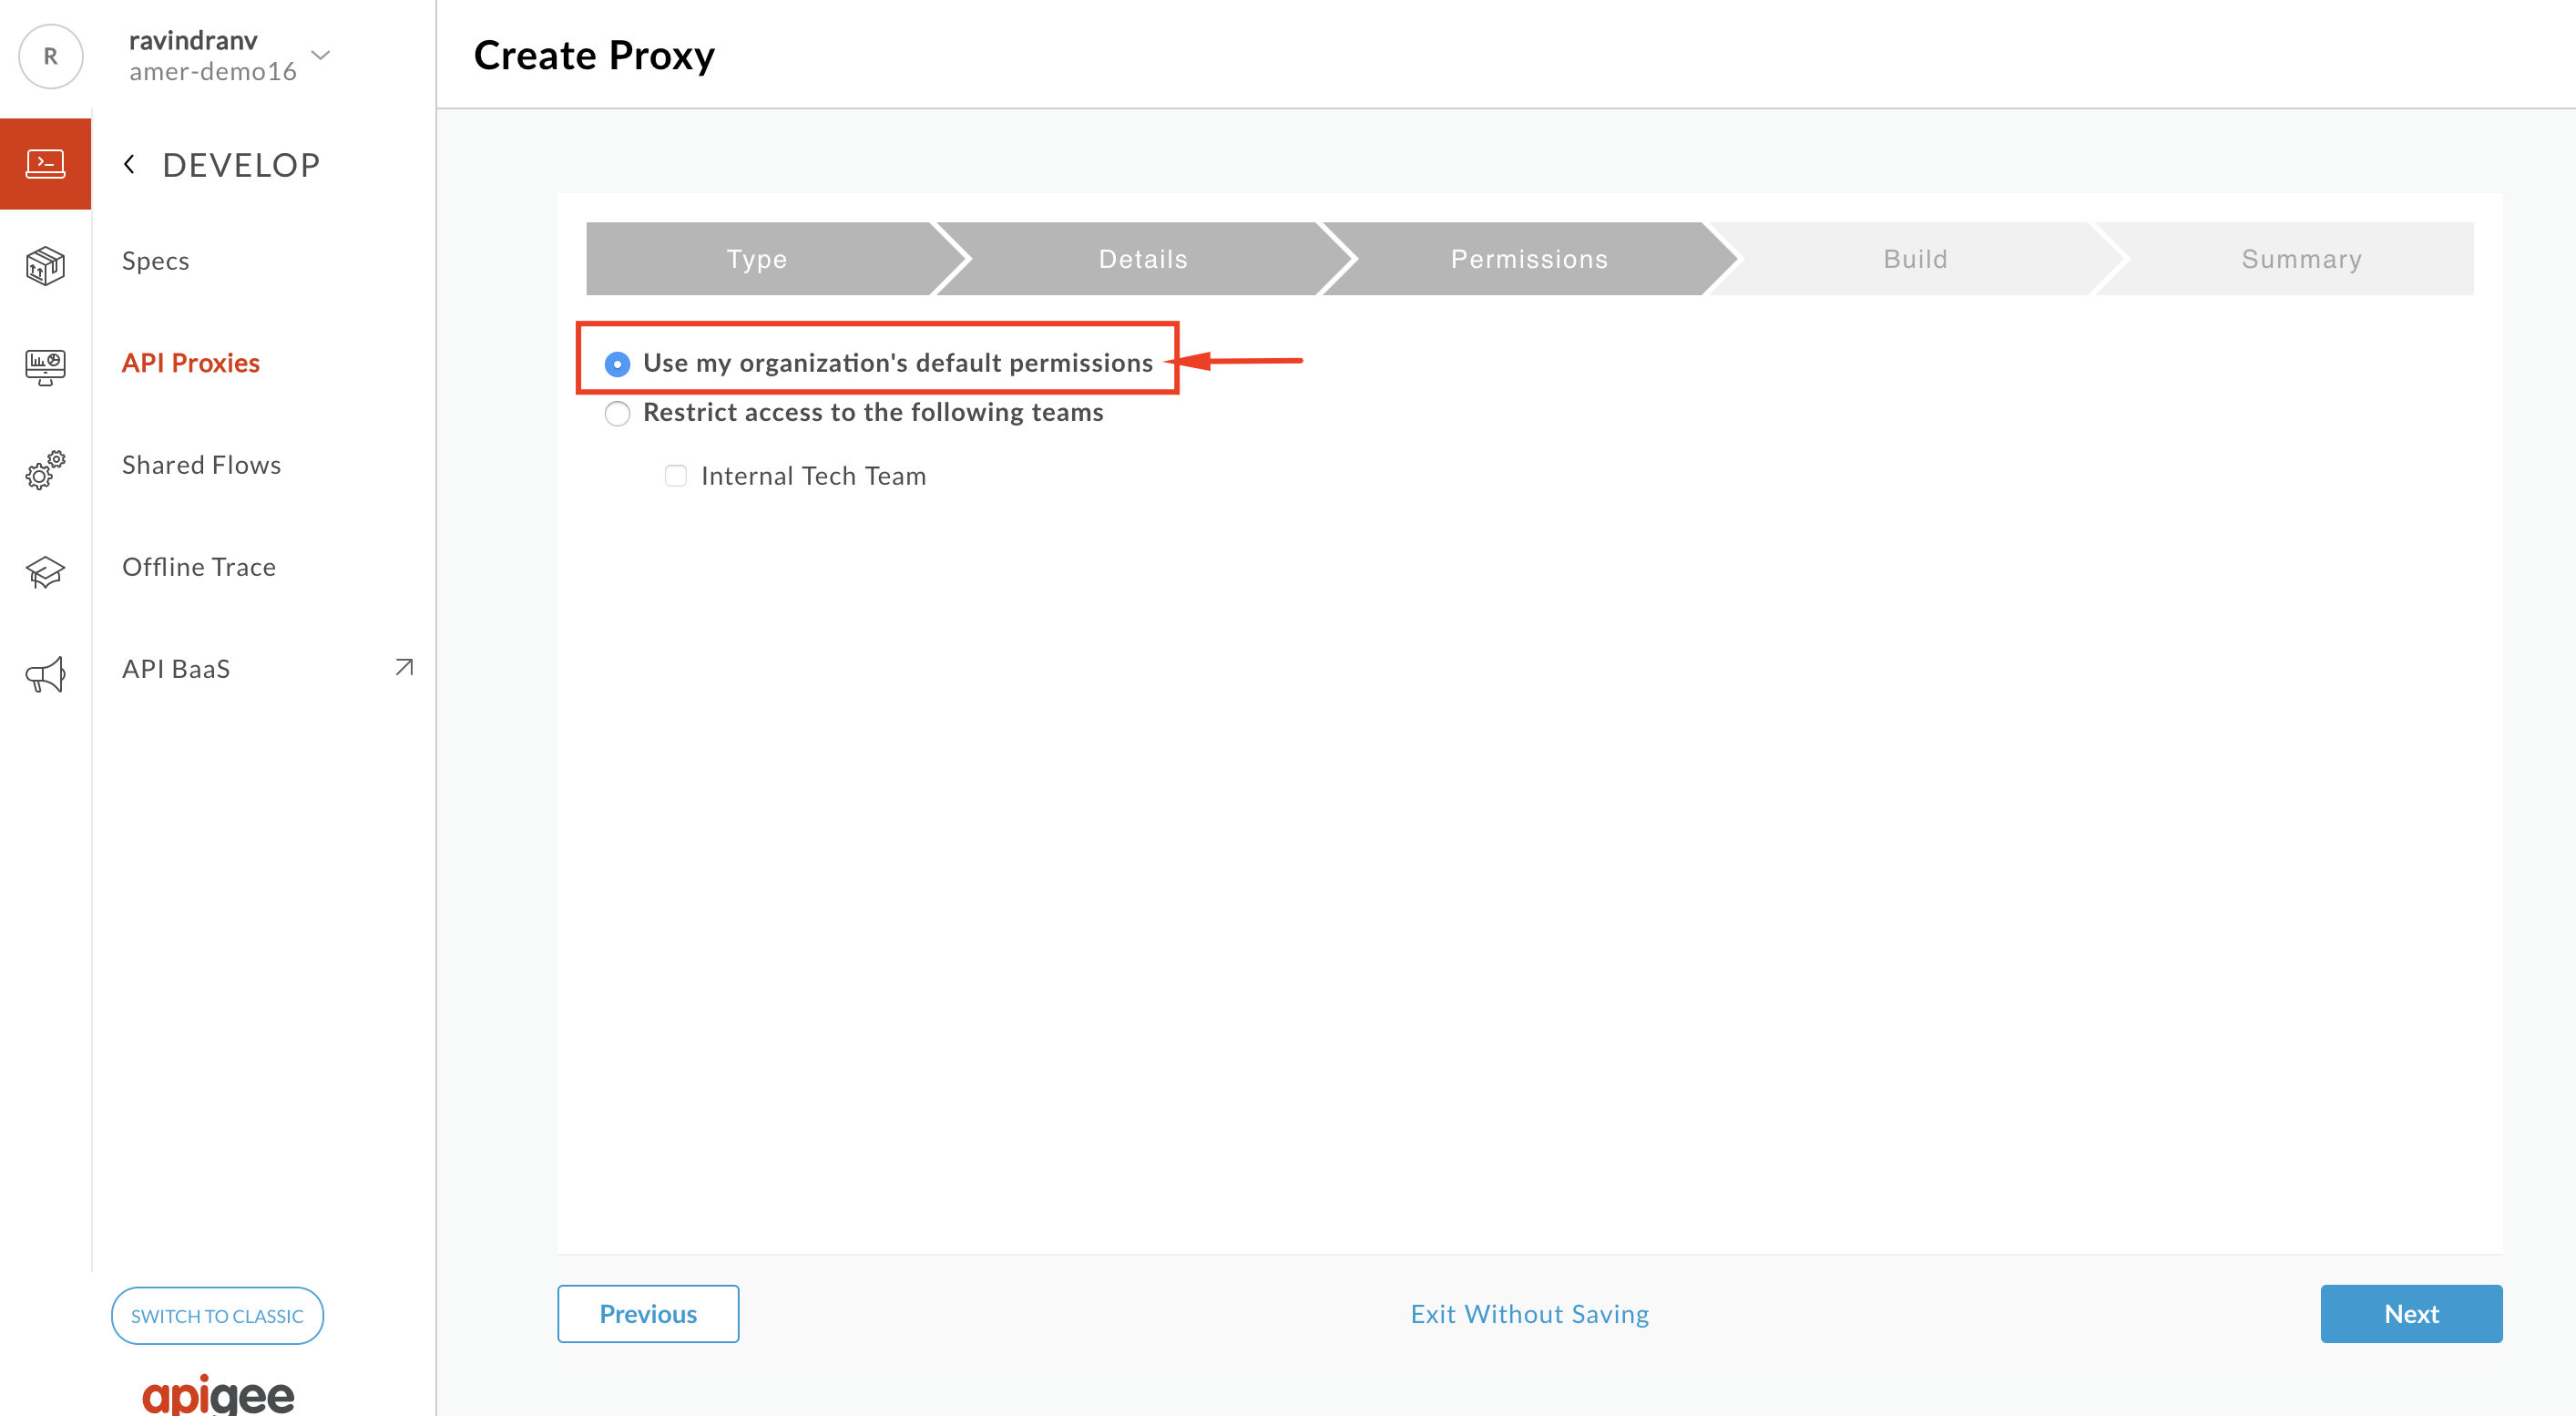 R
ravindranv
amer-demo16
DEVELOP
Specs
API Proxies
Shared Flows
Offline Trace
API BaaS
SWITCH TO CLASSIC
apigee
Create Proxy
Type
Details
Permissions
Build
Summary
Use my organization's default permissions
Restrict access to the following teams
Internal Tech Team
Previous
Exit Without Saving
Next